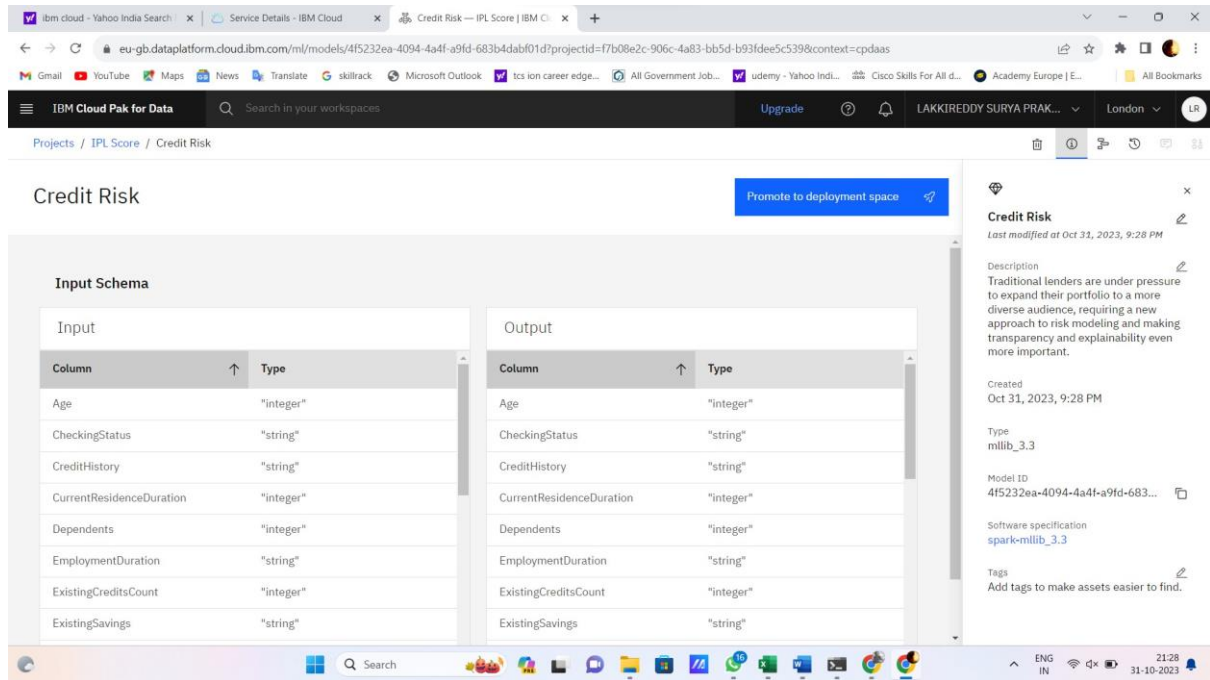 ibm cloud - Yahoo India Search
Service Details - IBM Cloud
Credit Risk — IPL Score | IBM Cl
eu-gb.dataplatform.cloud.ibm.com/ml/models/4f5232ea-4094-4a4f-a9fd-683b4dabf01d?projectid=f7b08e2c-906c-4a83-bb5d-b93fdee5c539&context=cpdaas
Gmail YouTube Maps News Translate skillrack Microsoft Outlook tcs ion career edge... All Government Job... udemy - Yahoo Indi... Cisco Skills For All d... Academy Europe | E... All Bookmarks
IBM Cloud Pak for Data Search in your workspaces Upgrade LAKKIREDDY SURYA PRAK... London LR
Projects / IPL Score / Credit Risk
Credit Risk
Promote to deployment space
Input Schema
Input
Column Type
Age "integer"
CheckingStatus "string"
CreditHistory "string"
CurrentResidenceDuration "integer"
Dependents "integer"
EmploymentDuration "string"
ExistingCreditsCount "integer"
ExistingSavings "string"
Output
Column Type
Age "integer"
CheckingStatus "string"
CreditHistory "string"
CurrentResidenceDuration "integer"
Dependents "integer"
EmploymentDuration "string"
ExistingCreditsCount "integer"
ExistingSavings "string"
Credit Risk
Last modified at Oct 31, 2023, 9:28 PM
Description
Traditional lenders are under pressure
to expand their portfolio to a more
diverse audience, requiring a new
approach to risk modeling and making
transparency and explainability even
more important.
Created
Oct 31, 2023, 9:28 PM
Type
mllib_3.3
Model ID
4f5232ea-4094-4a4f-a9fd-683...
Software specification
spark-mllib_3.3
Tags
Add tags to make assets easier to find.
Search
16
ENG
IN
21:28
31-10-2023